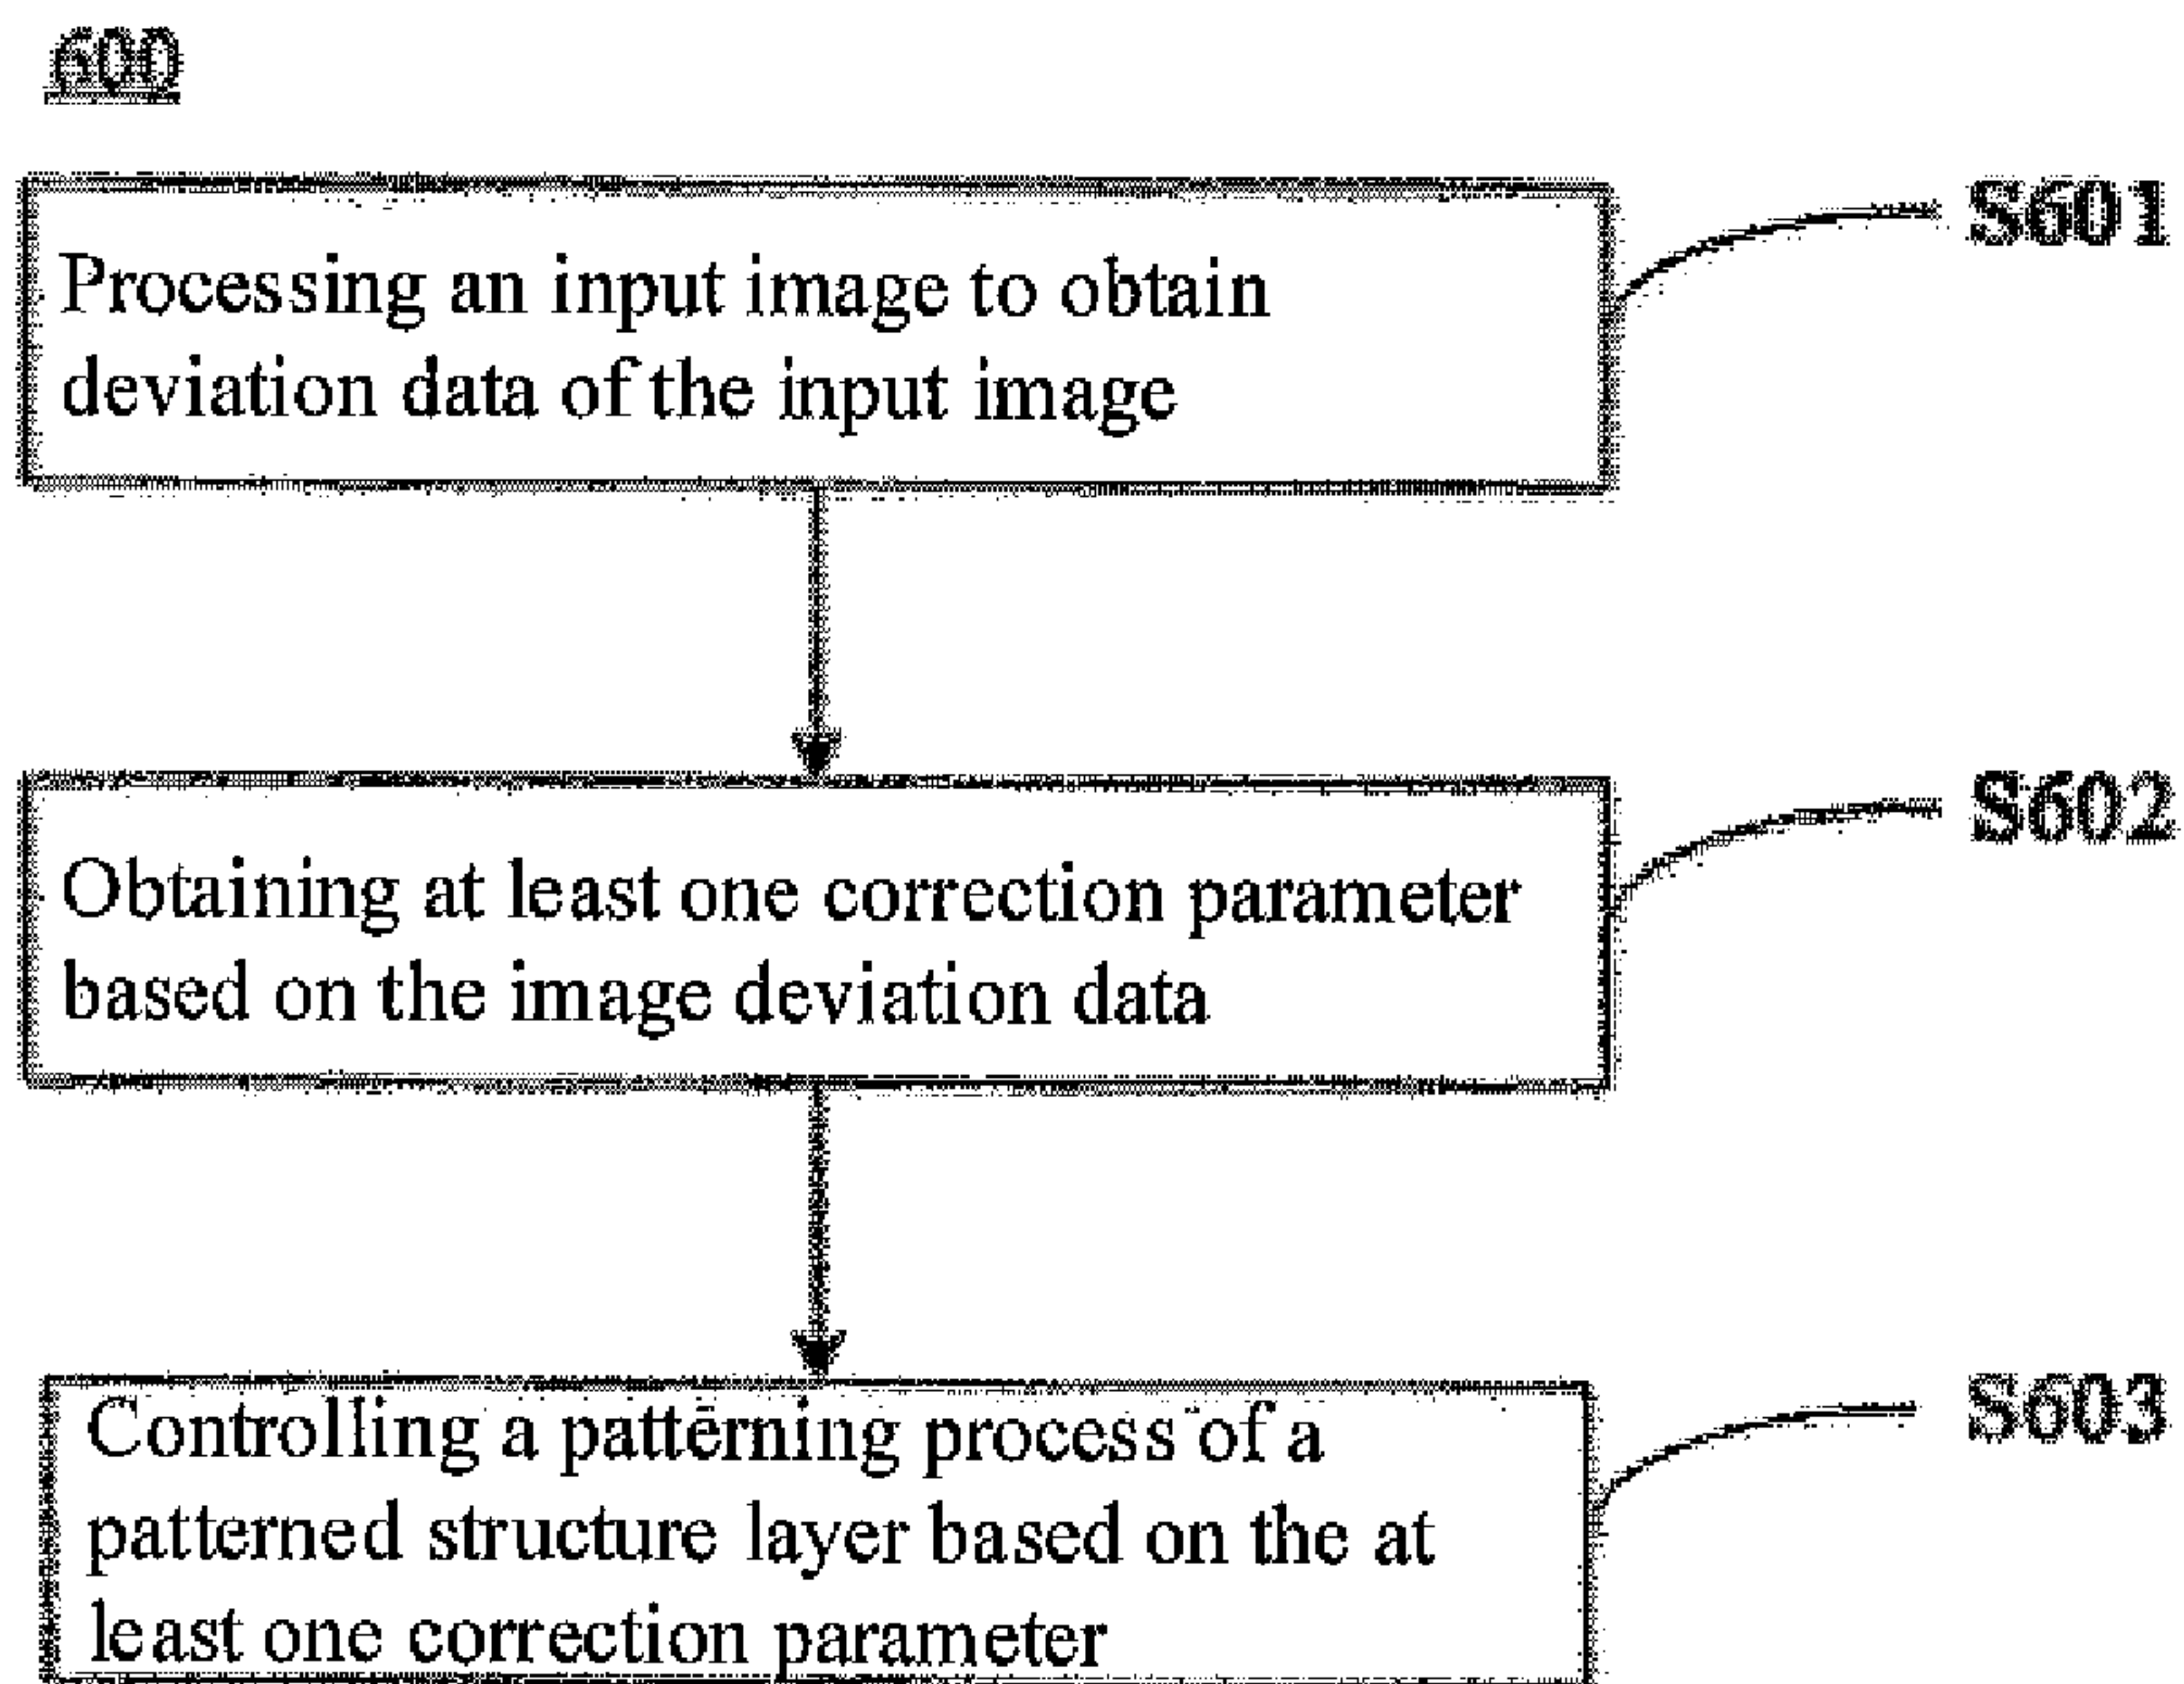 600
Processing an input image to obtain
S601
deviation data of the input image
Obtaining at least one correction parameter
S602
based on the image deviation data
Controlling a patterning process of a
S603
patterned structure layer based on the at
least one correction parameter